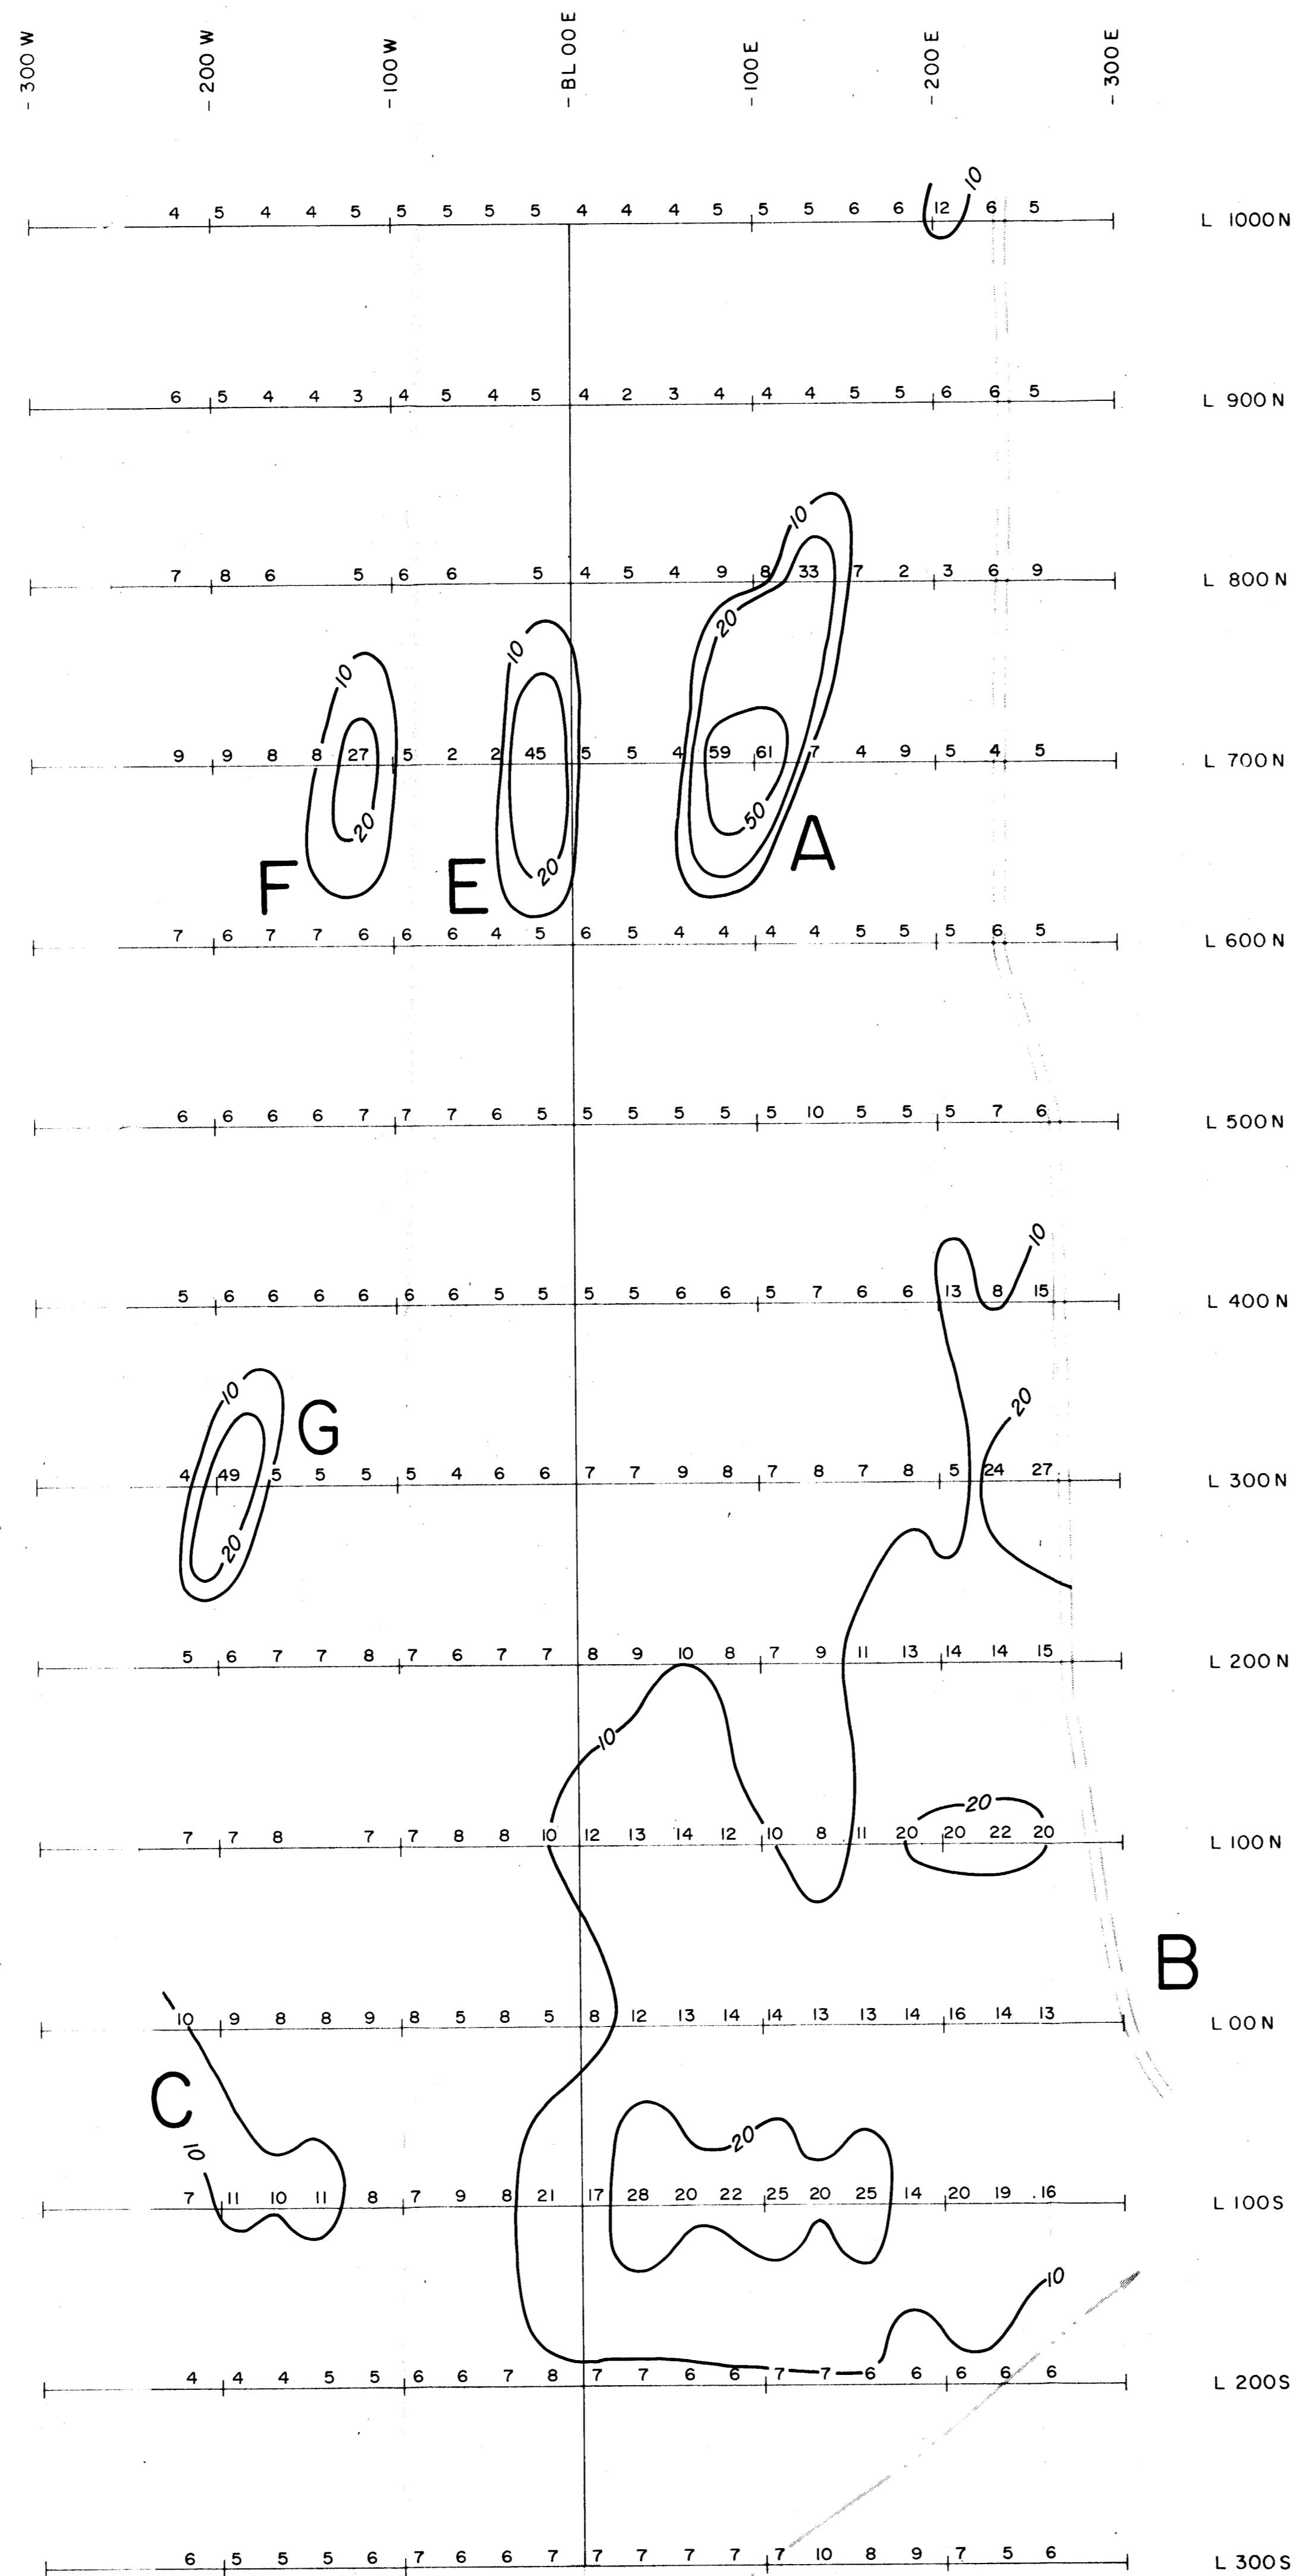 -300 W -200 W -100 W -BL 00 E -100 E -200 E -300 E
10
4 5 4 4 5 5 5 5 5 4 4 4 5 5 5 6 6 12 6 5 L 1000 N
6 5 4 4 3 4 5 4 5 4 2 3 4 4 4 5 5 6 6 5 L 900 N
10
7 8 6 5 6 6 5 4 5 4 9 8 33 7 2 3 6 9 L 800 N
20
10 10
9 9 8 8 27 5 2 2 45 5 5 4 59 61 7 4 9 5 4 5 L 700 N
20 50
A
20
F E
7 6 7 7 6 6 6 4 5 6 5 4 4 4 4 5 5 5 6 5 L 600 N
6 6 6 6 7 7 7 6 5 5 5 5 5 5 10 5 5 5 7 6 L 500 N
10
5 6 6 6 6 6 6 5 5 5 5 6 6 5 7 6 6 13 8 15 L 400 N
10 20
G
4 49 5 5 5 5 4 6 6 7 7 9 8 7 8 7 8 5 24 27 L 300 N
20
5 6 7 7 8 7 6 7 7 8 9 10 8 7 9 11 13 14 14 15 L 200 N
10
20
7 7 8 7 7 8 8 10 12 13 14 12 10 8 11 20 20 22 20 L 100 N
B
10 9 8 8 9 8 5 8 5 8 12 13 14 14 13 13 14 16 14 13 L 00 N
C
10 20
7 11 10 11 8 7 9 8 21 17 28 20 22 25 20 25 14 20 19 .16 L 100 S
10
4 4 4 5 5 6 6 7 8 7 7 6 6 7 7 6 6 6 6 6 L 200 S
6 5 5 5 6 7 6 6 7 7 7 7 7 7 10 8 9 7 5 6 L 300 S